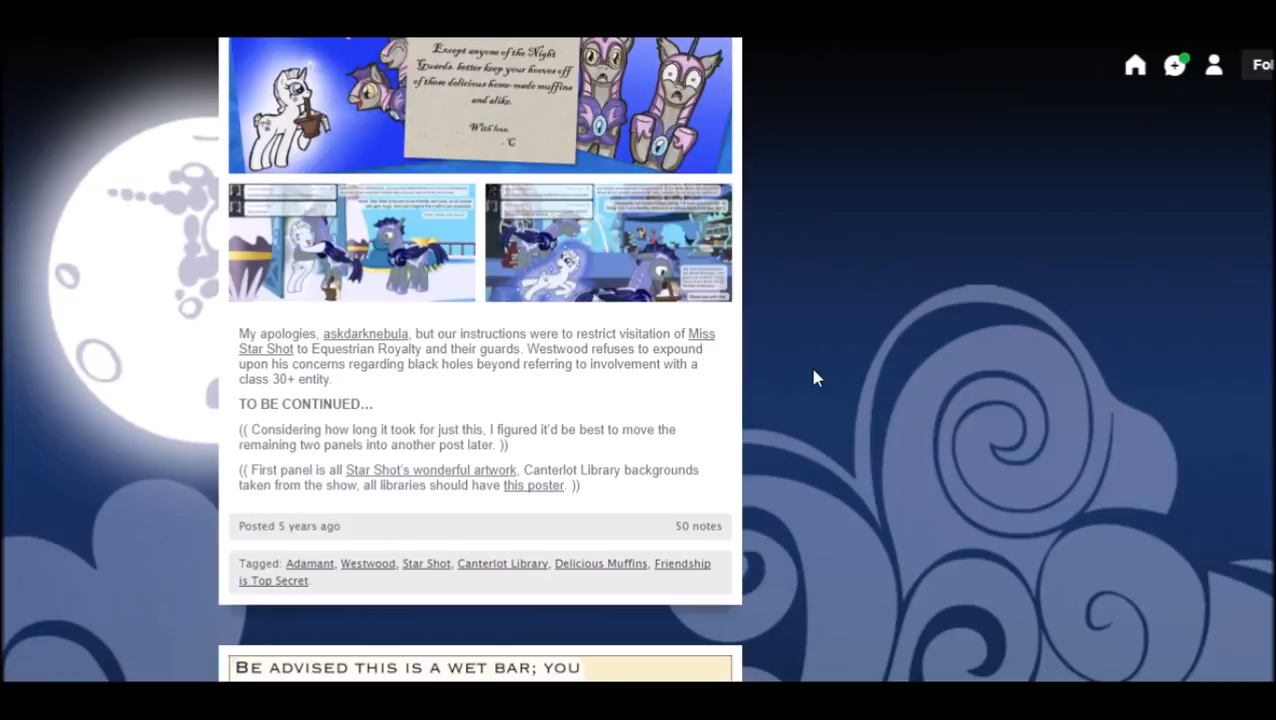 Except anyone of the Night
Guards, better keep your hooves off
of those delicious home-made muffins
and alike.
With love,
-C
Fol
My apologies, askdarknebula, but our instructions were to restrict visitation of Miss
Star Shot to Equestrian Royalty and their guards. Westwood refuses to expound
upon his concerns regarding black holes beyond referring to involvement with a
class 30+ entity.
TO BE CONTINUED...
(( Considering how long it took for just this, I figured it'd be best to move the
remaining two panels into another post later. ))
(( First panel is all Star Shot's wonderful artwork, Canterlot Library backgrounds
taken from the show, all libraries should have this poster. ))
Posted 5 years ago
50 notes
Tagged: Adamant, Westwood, Star Shot, Canterlot Library, Delicious Muffins, Friendship
is Top Secret.
BE ADVISED THIS IS A WET BAR; YOU